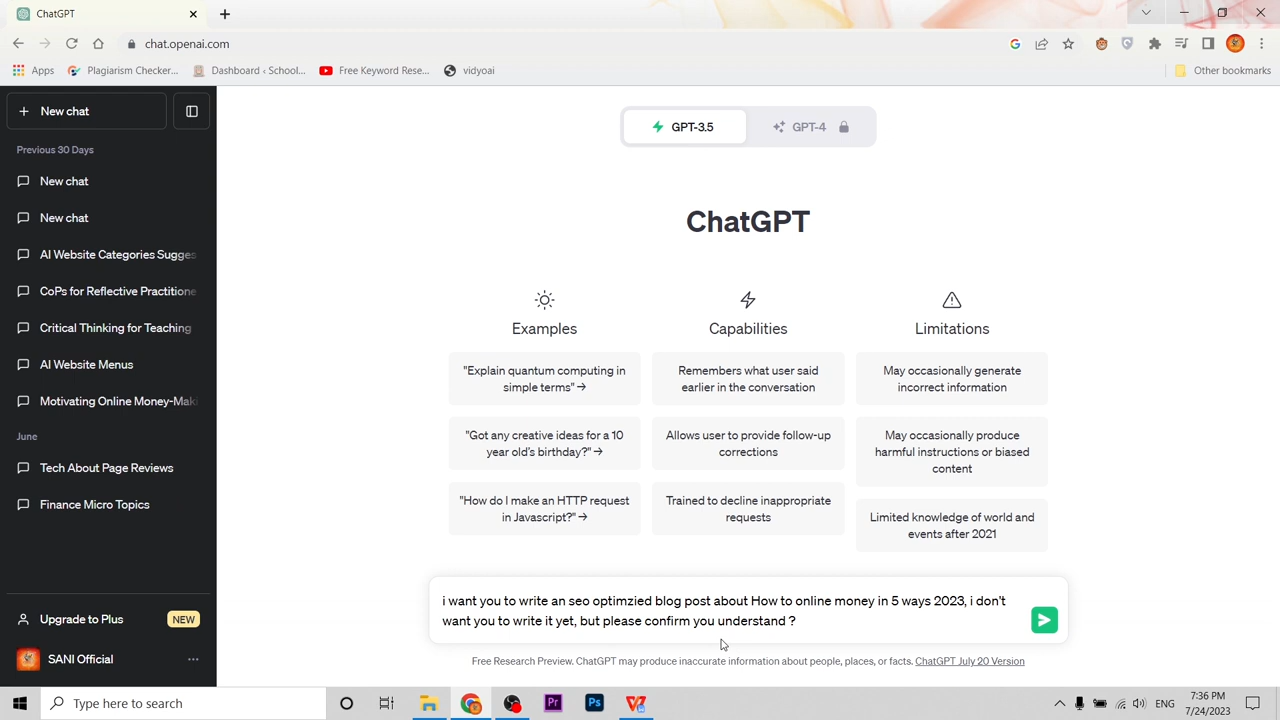 ChatGPT
chat.openai.com
Apps
Plagiarism Checker...
Dashboard ‹ School...
Free Keyword Rese...
vidyoai
Other bookmarks
New chat
Previous 30 Days
New chat
New chat
AI Website Categories Sugges
CoPs for Reflective Practitione
Critical Thinking for Teaching
AI Website Menus
Motivating Online Money-Maki
June
Tech About Page Reviews
Finance Micro Topics
Upgrade to Plus
NEW
SANI Official
GPT-3.5
GPT-4
ChatGPT
Examples
"Explain quantum computing in
simple terms" →
"Got any creative ideas for a 10
year old's birthday?" →
"How do I make an HTTP request
in Javascript?" →
Capabilities
Remembers what user said
earlier in the conversation
Allows user to provide follow-up
corrections
Trained to decline inappropriate
requests
Limitations
May occasionally generate
incorrect information
May occasionally produce
harmful instructions or biased
content
Limited knowledge of world and
events after 2021
i want you to write an seo optimzied blog post about How to online money in 5 ways 2023, i don't
want you to write it yet, but please confirm you understand ?
Free Research Preview. ChatGPT may produce inaccurate information about people, places, or facts. ChatGPT July 20 Version
Type here to search
Pr
Ps
ENG
7:36 PM
7/24/2023